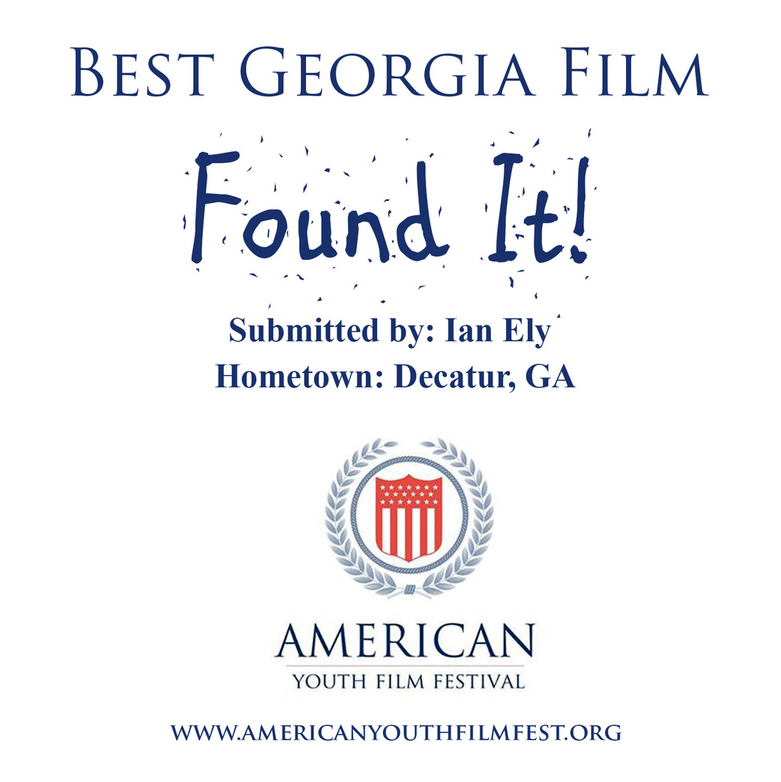 BEST GEORGIA FILM
Found It!
Submitted by: Ian Ely
Hometown: Decatur, GA
AMERICAN
YOUTH FILM FESTIVAL
WWW.AMERICANYOUTHFILMFEST.ORG